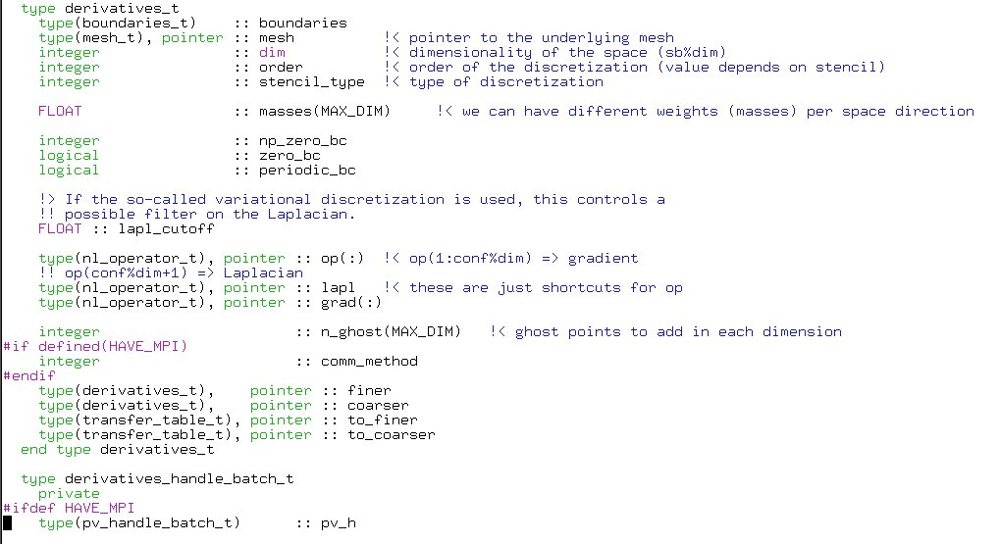 type derivatives_t
type(boundaries_t) :: boundaries
type(mesh_t), pointer :: mesh !< pointer to the underlying mesh
integer :: dim !< dimensionality of the space (sb%dim)
integer :: order !< order of the discretization (value depends on stencil)
integer :: stencil_type !< type of discretization
FLOAT :: masses(MAX_DIM) !< we can have different weights (masses) per space direction
integer :: np_zero_bc
logical :: zero_bc
logical :: periodic_bc
!> If the so-called variational discretization is used, this controls a
!! possible filter on the Laplacian.
FLOAT :: lapl_cutoff
type(nl_operator_t), pointer :: op(:) !< op(1:conf%dim) => gradient
!! op(conf%dim+1) => Laplacian
type(nl_operator_t), pointer :: lapl !< these are just shortcuts for op
type(nl_operator_t), pointer :: grad(:)
integer :: n_ghost(MAX_DIM) !< ghost points to add in each dimension
#if defined(HAVE_MPI)
integer :: comm_method
#endif
type(derivatives_t), pointer :: finer
type(derivatives_t), pointer :: coarser
type(transfer_table_t), pointer :: to_finer
type(transfer_table_t), pointer :: to_coarser
end type derivatives_t
type derivatives_handle_batch_t
private
#ifdef HAVE_MPI
type(pv_handle_batch_t) :: pv_h